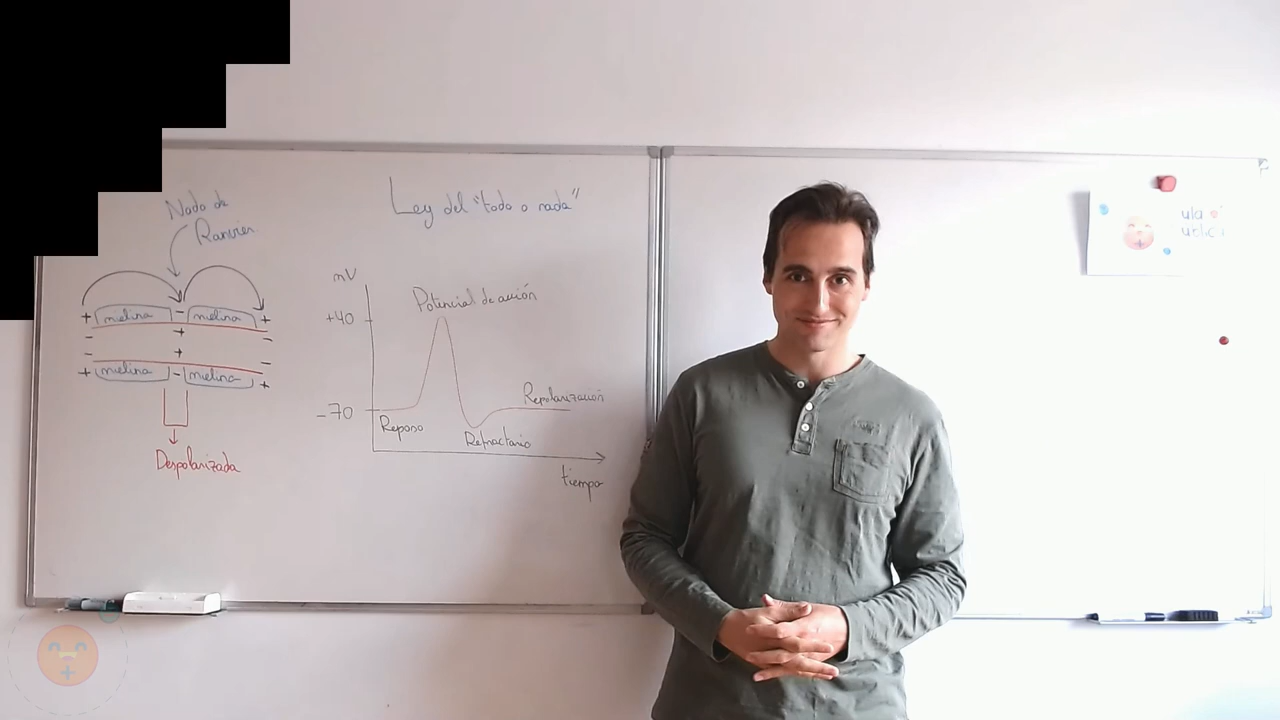 Nodo de
Ranvier
+ mielina - mielina +
- + -
- + -
+ mielina - mielina +
Despolarizada
Ley del "todo o nada"
mV
Potencial de acción
+40
Repolarización
-70
Reposo
Refractario
tiempo
ula